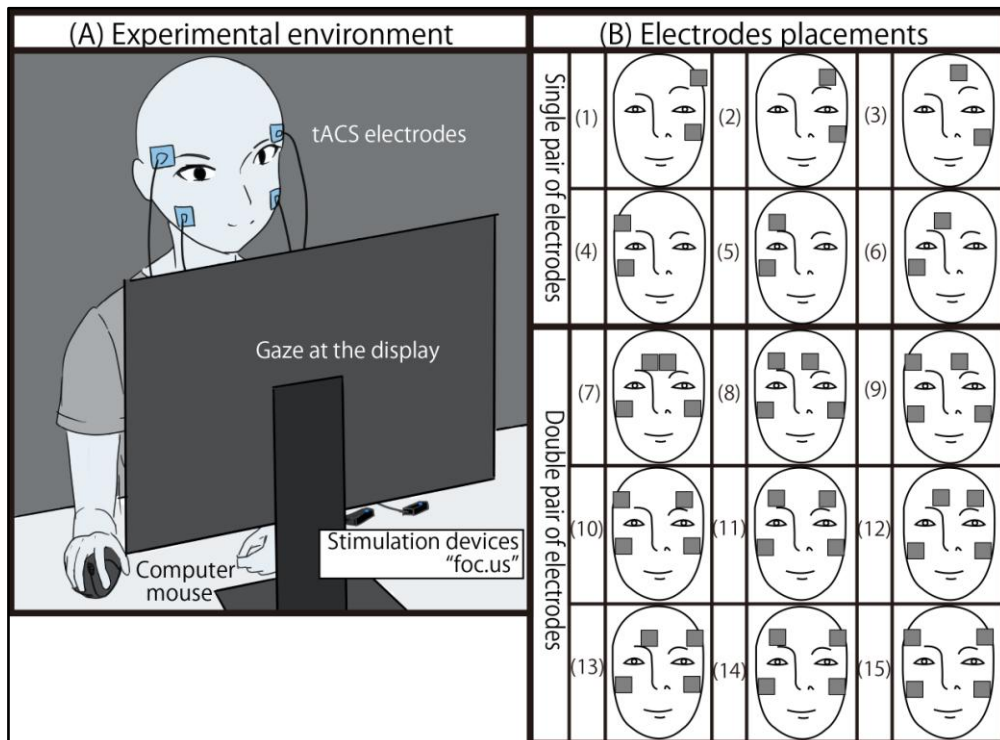 (A) Experimental environment
tACS electrodes
Gaze at the display
Stimulation devices
"foc.us"
Computer
mouse
(B) Electrodes placements
Single pair of electrodes
(1)
(2)
(3)
(4)
(5)
(6)
Double pair of electrodes
(7)
(8)
(9)
(10)
(11)
(12)
(13)
(14)
(15)